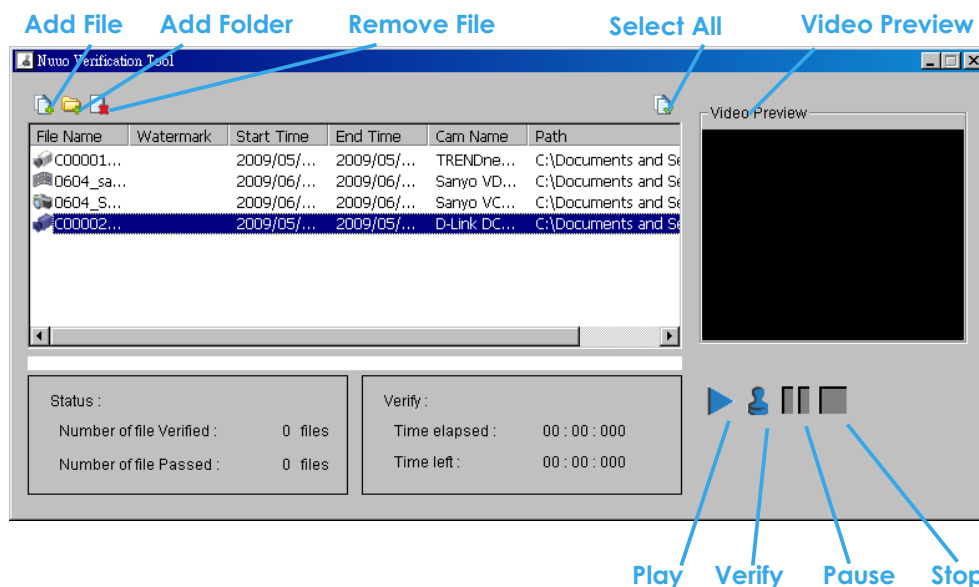 Add File Add Folder Remove File Select All Video Preview
Nuuo Verification Tool
Video Preview
File Name Watermark Start Time End Time Cam Name Path
C00001... 2009/05/... 2009/05/... TRENDne... C:\Documents and Se
0604_sa... 2009/06/... 2009/06/... Sanyo VD... C:\Documents and Se
0604_S... 2009/06/... 2009/06/... Sanyo VC... C:\Documents and Se
C00002... 2009/05/... 2009/05/... D-Link DC... C:\Documents and Se
Status : Verify :
Number of file Verified : 0 files Time elapsed : 00 : 00 : 000
Number of file Passed : 0 files Time left : 00 : 00 : 000
Play Verify Pause Stop